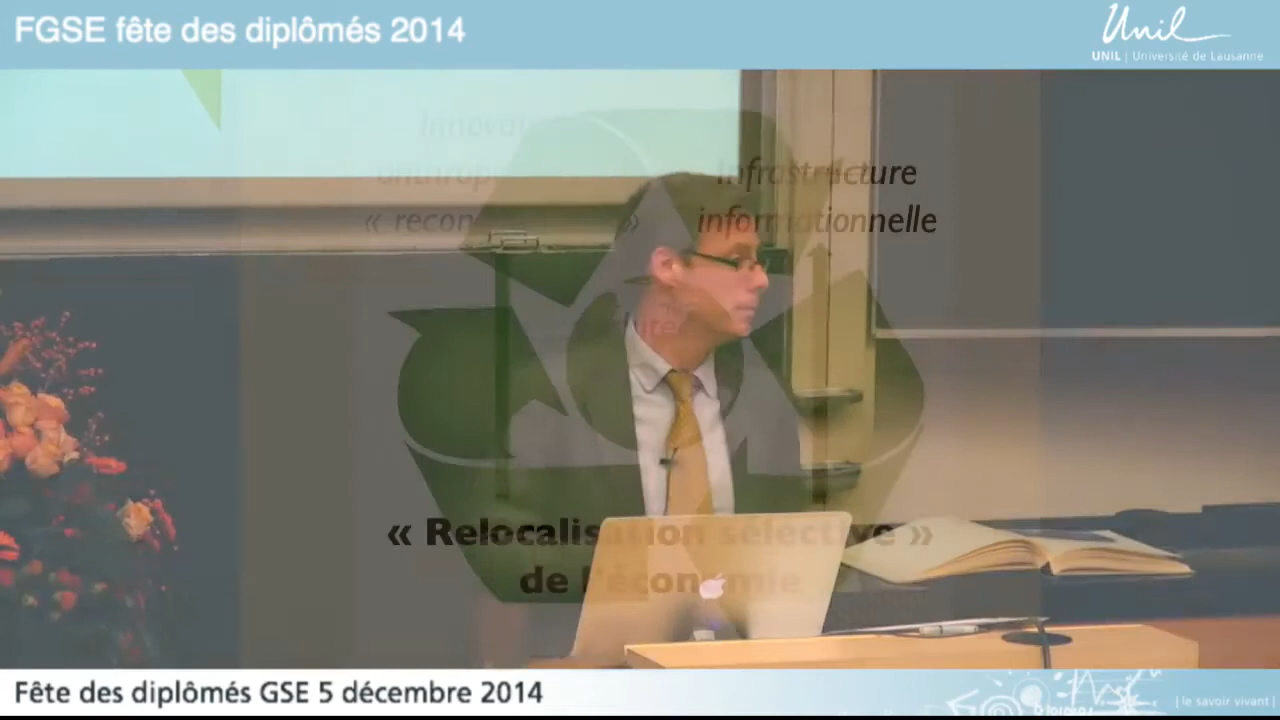 FGSE fête des diplômés 2014
Unil
UNIL | Université de Lausanne
Infrastructure
informationnelle
« Relocalisation sélective »
de l'économie
Fête des diplômés GSE 5 décembre 2014
| le savoir vivant |